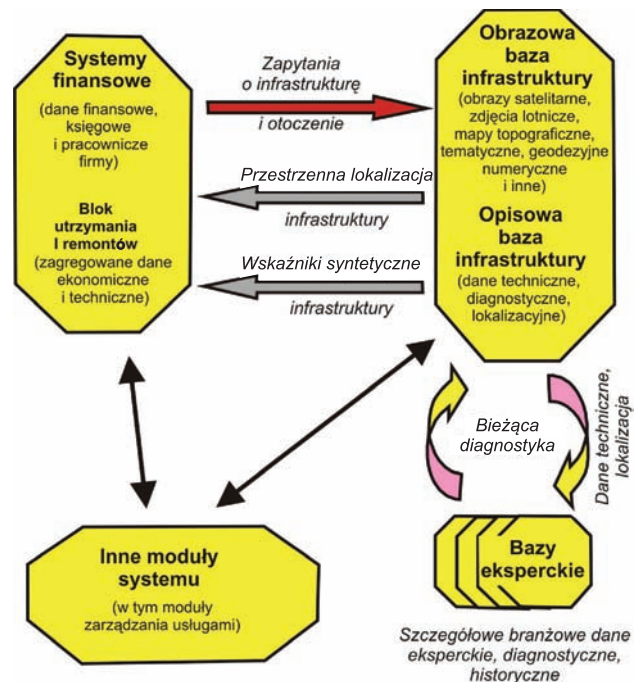 Systemy
finansowe
(dane finansowe,
księgowe
i pracownicze
firmy)
Blok
utrzymania
I remontów
(zagregowane dane
ekonomiczne
i techniczne)
Zapytania
o infrastrukturę
i otoczenie
Przestrzenna lokalizacja
infrastruktury
Wskaźniki syntetyczne
infrastruktury
Obrazowa
baza
infrastruktury
(obrazy satelitarne,
zdjęcia lotnicze,
mapy topograficzne,
tematyczne, geodezyjne
numeryczne
i inne)
Opisowa
baza
infrastruktury
(dane techniczne,
diagnostyczne,
lokalizacyjne)
Bieżąca
diagnostyka
Dane techniczne,
lokalizacja
Inne moduły
systemu
(w tym moduły
zarządzania usługami)
Bazy
eksperckie
Szczegółowe branżowe dane
eksperckie, diagnostyczne,
historyczne